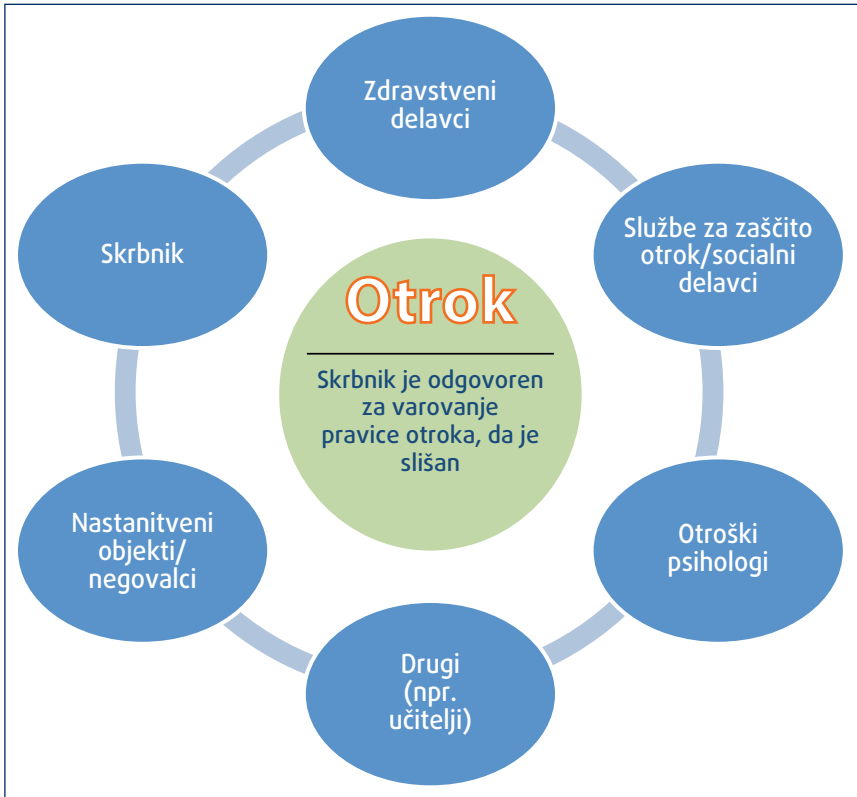 Zdravstveni
delavci
Službe za zaščito
otrok/socialni
delavci
Otroški
psihologi
Drugi
(npr.
učitelji)
Nastanitveni
objekti/
negovalci
Skrbnik
Otrok
Skrbnik je odgovoren
za varovanje
pravice otroka, da je
slišan